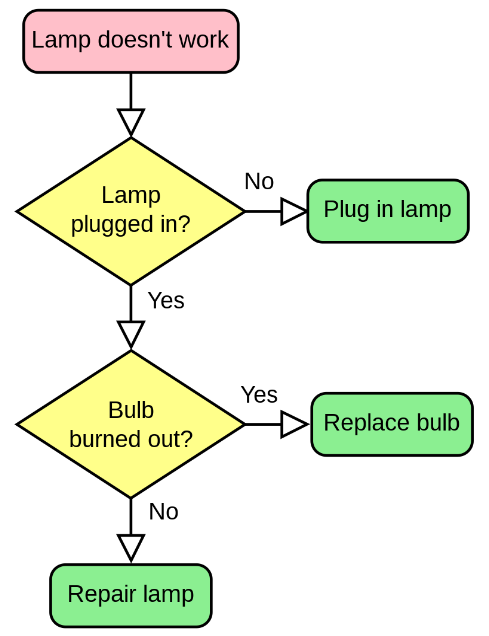 Lamp doesn't work
Lamp
plugged in?
No
Plug in lamp
Yes
Bulb
burned out?
Yes
Replace bulb
No
Repair lamp